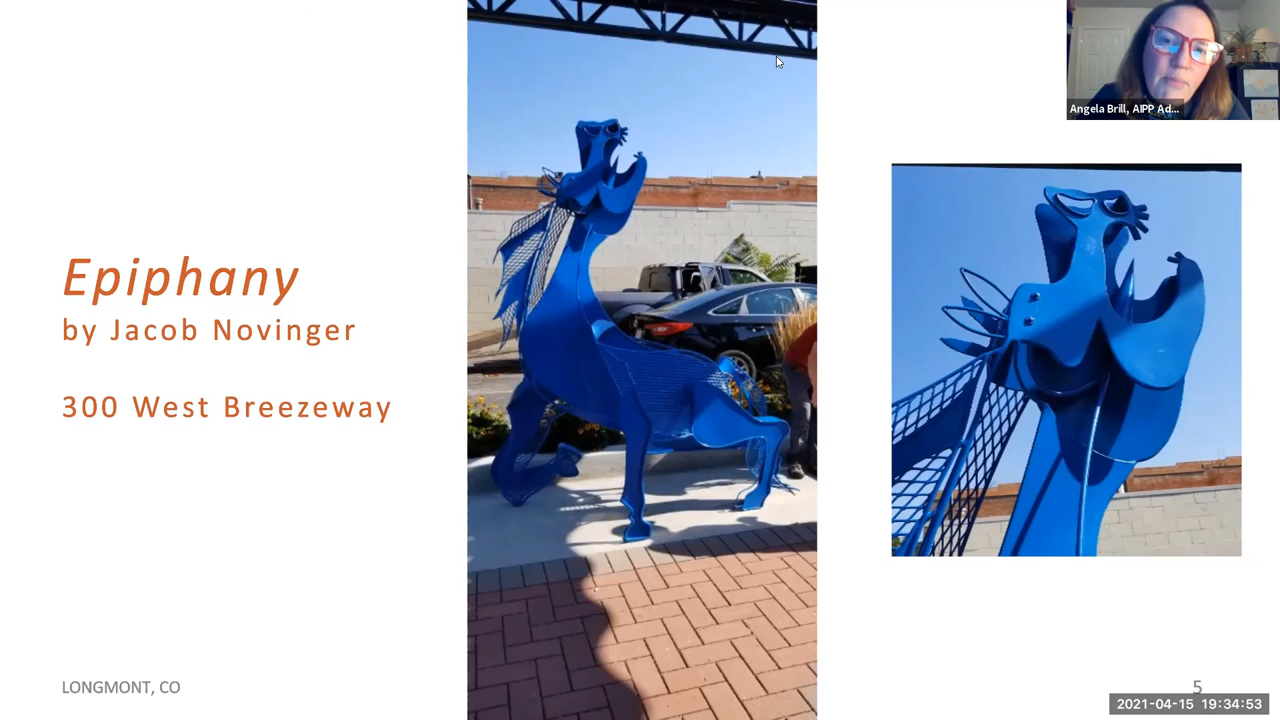 Epiphany
by Jacob Novinger
300 West Breezeway
LONGMONT, CO
5
Angela Brill, AIPP Ad...
2021-04-15 19:34:53